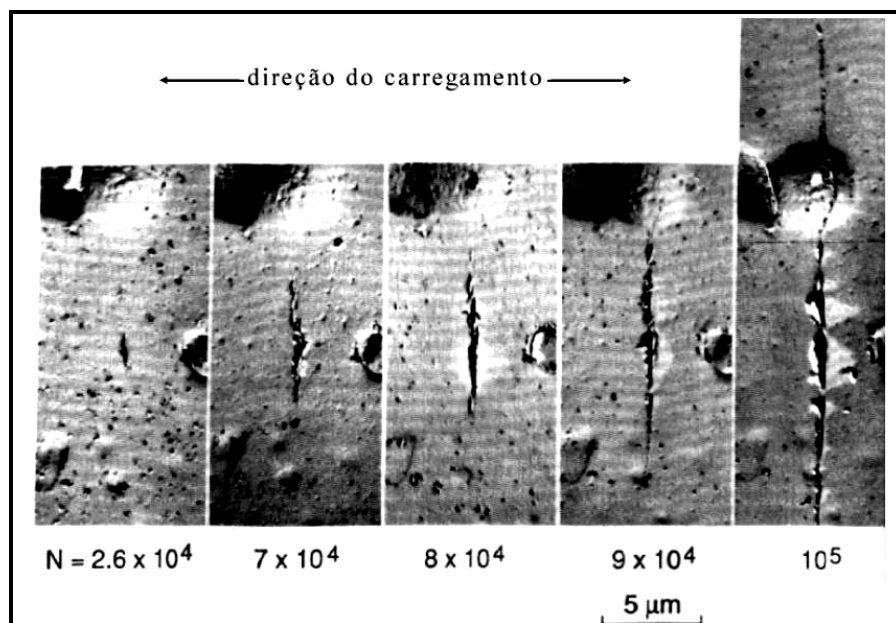 direção do carregamento
N = 2.6 x 10⁴ 7 x 10⁴ 8 x 10⁴ 9 x 10⁴ 10⁵
5 μm